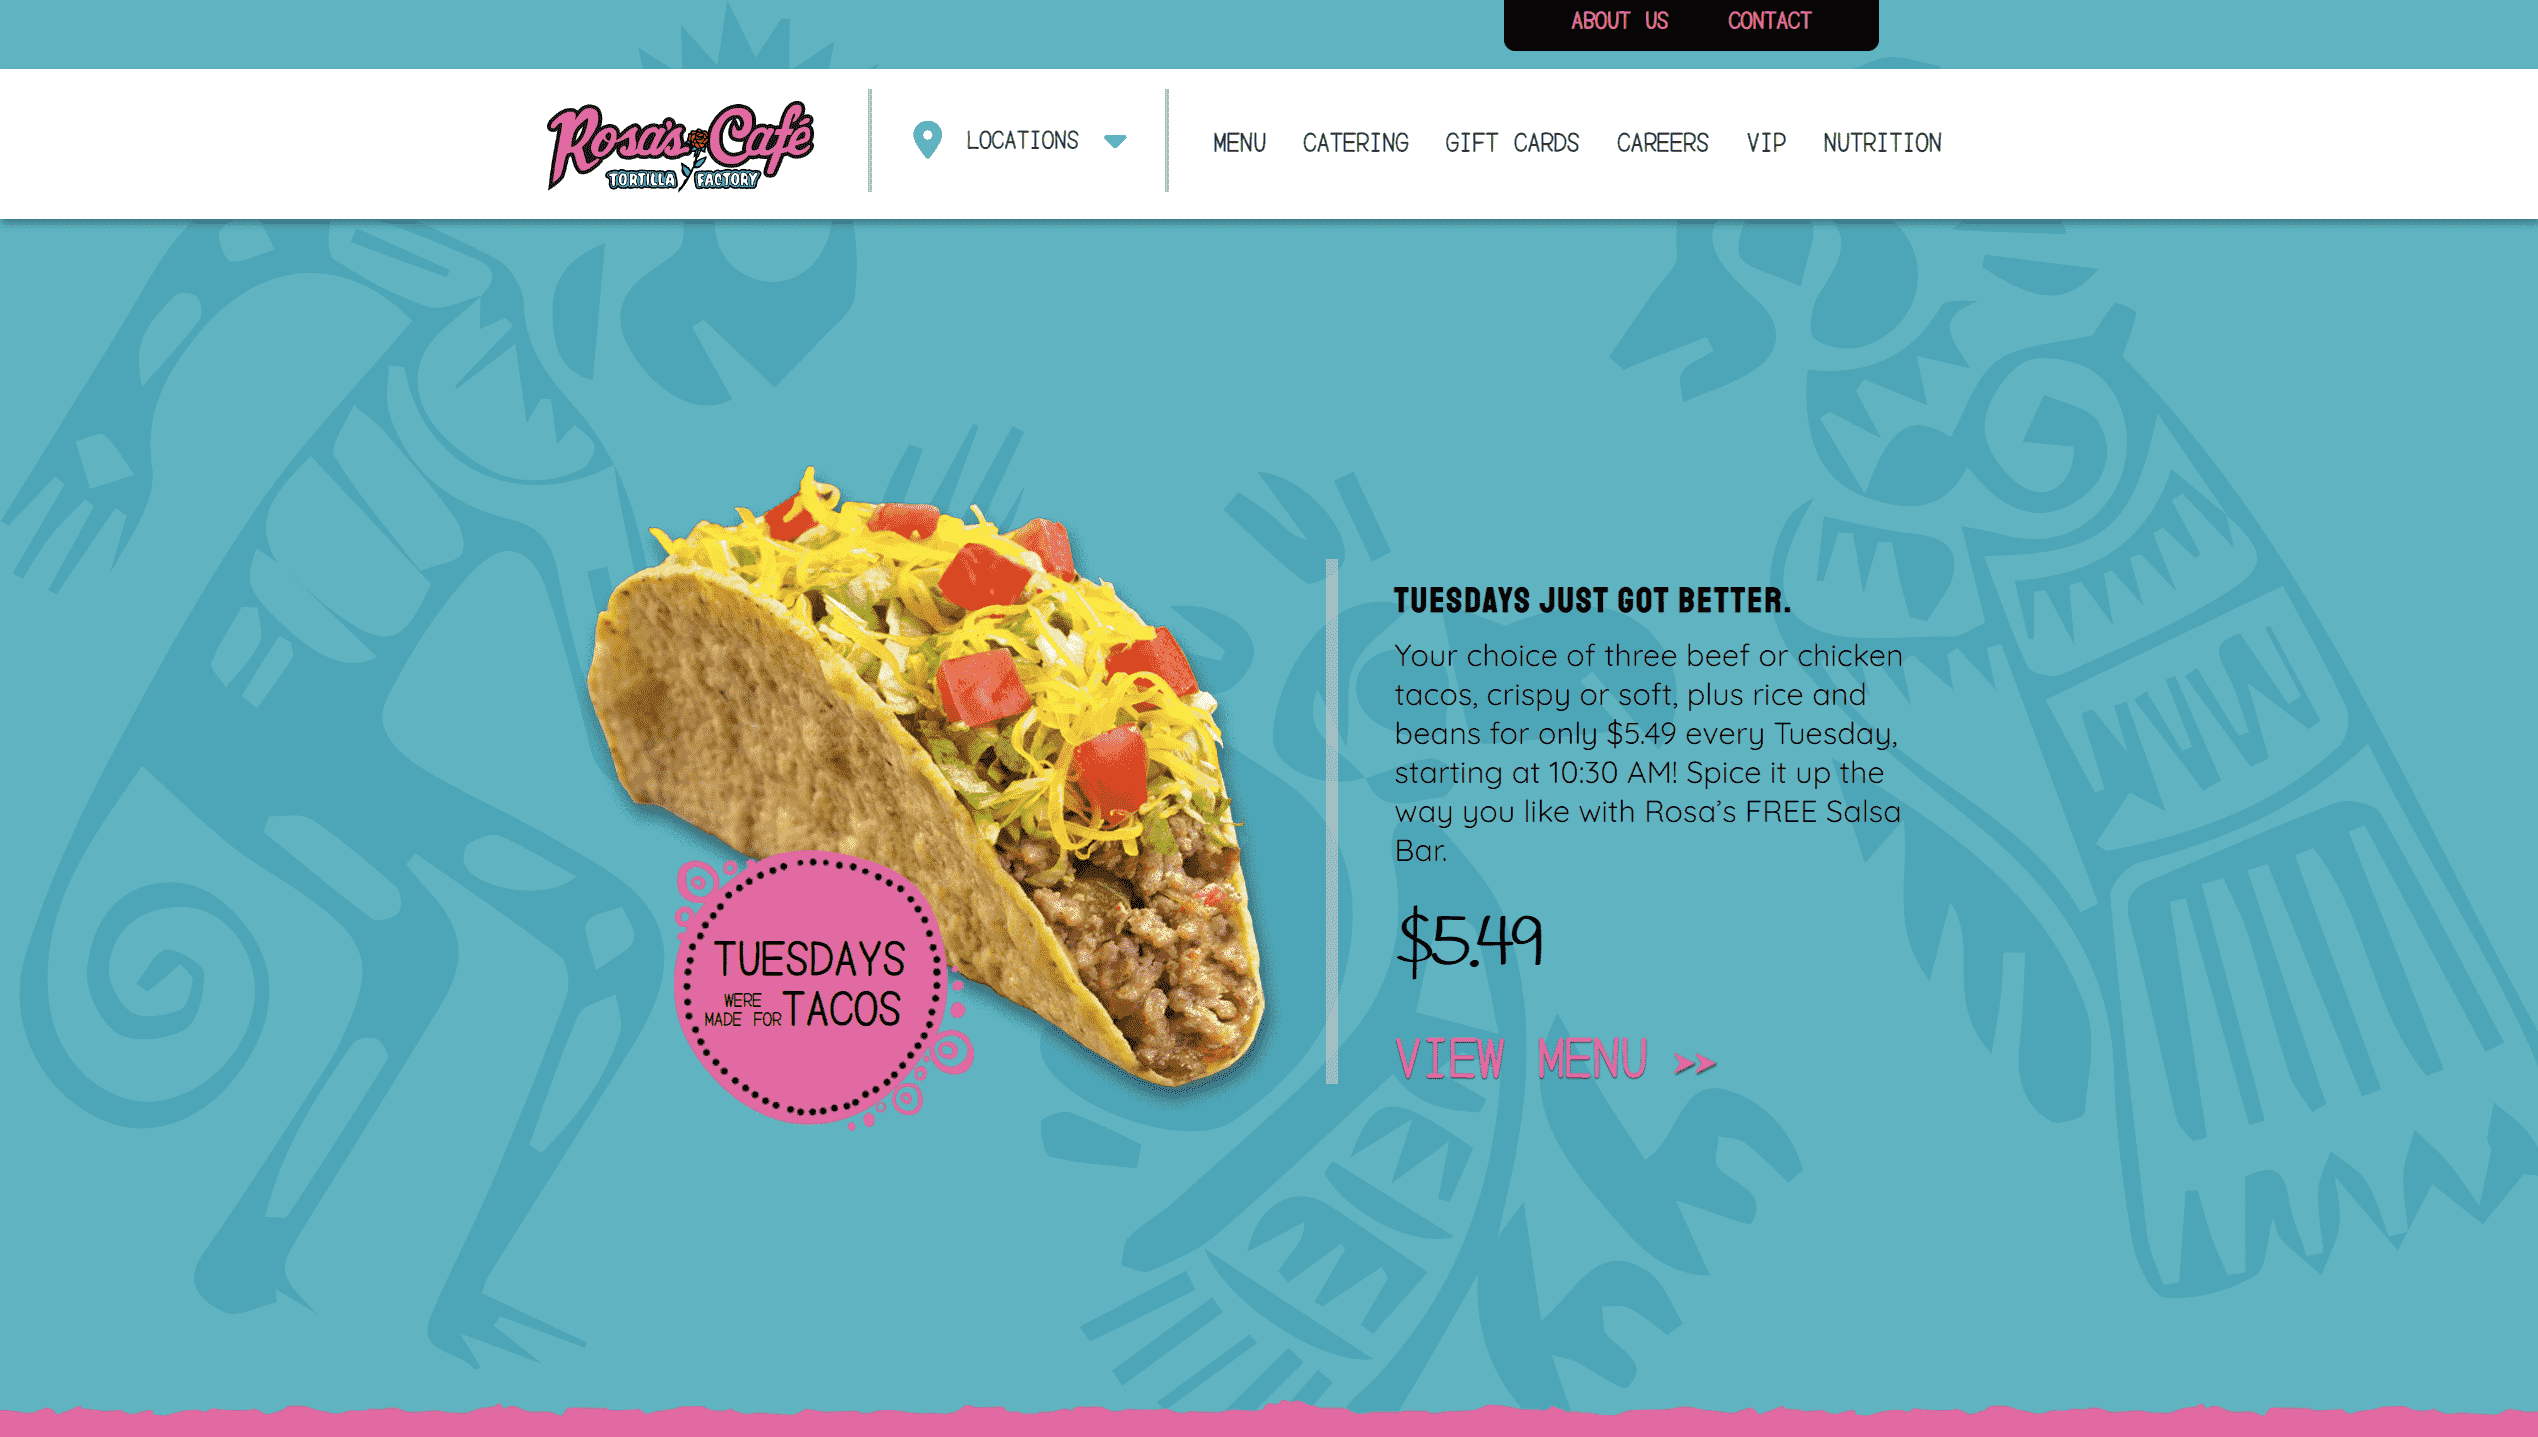 ABOUT US CONTACT
Rosa's Café
TORTILLA FACTORY
LOCATIONS
MENU CATERING GIFT CARDS CAREERS VIP NUTRITION
TUESDAYS
WERE
MADE FOR TACOS
TUESDAYS JUST GOT BETTER.
Your choice of three beef or chicken
tacos, crispy or soft, plus rice and
beans for only $5.49 every Tuesday,
starting at 10:30 AM! Spice it up the
way you like with Rosa’s FREE Salsa
Bar.
$5.49
VIEW MENU